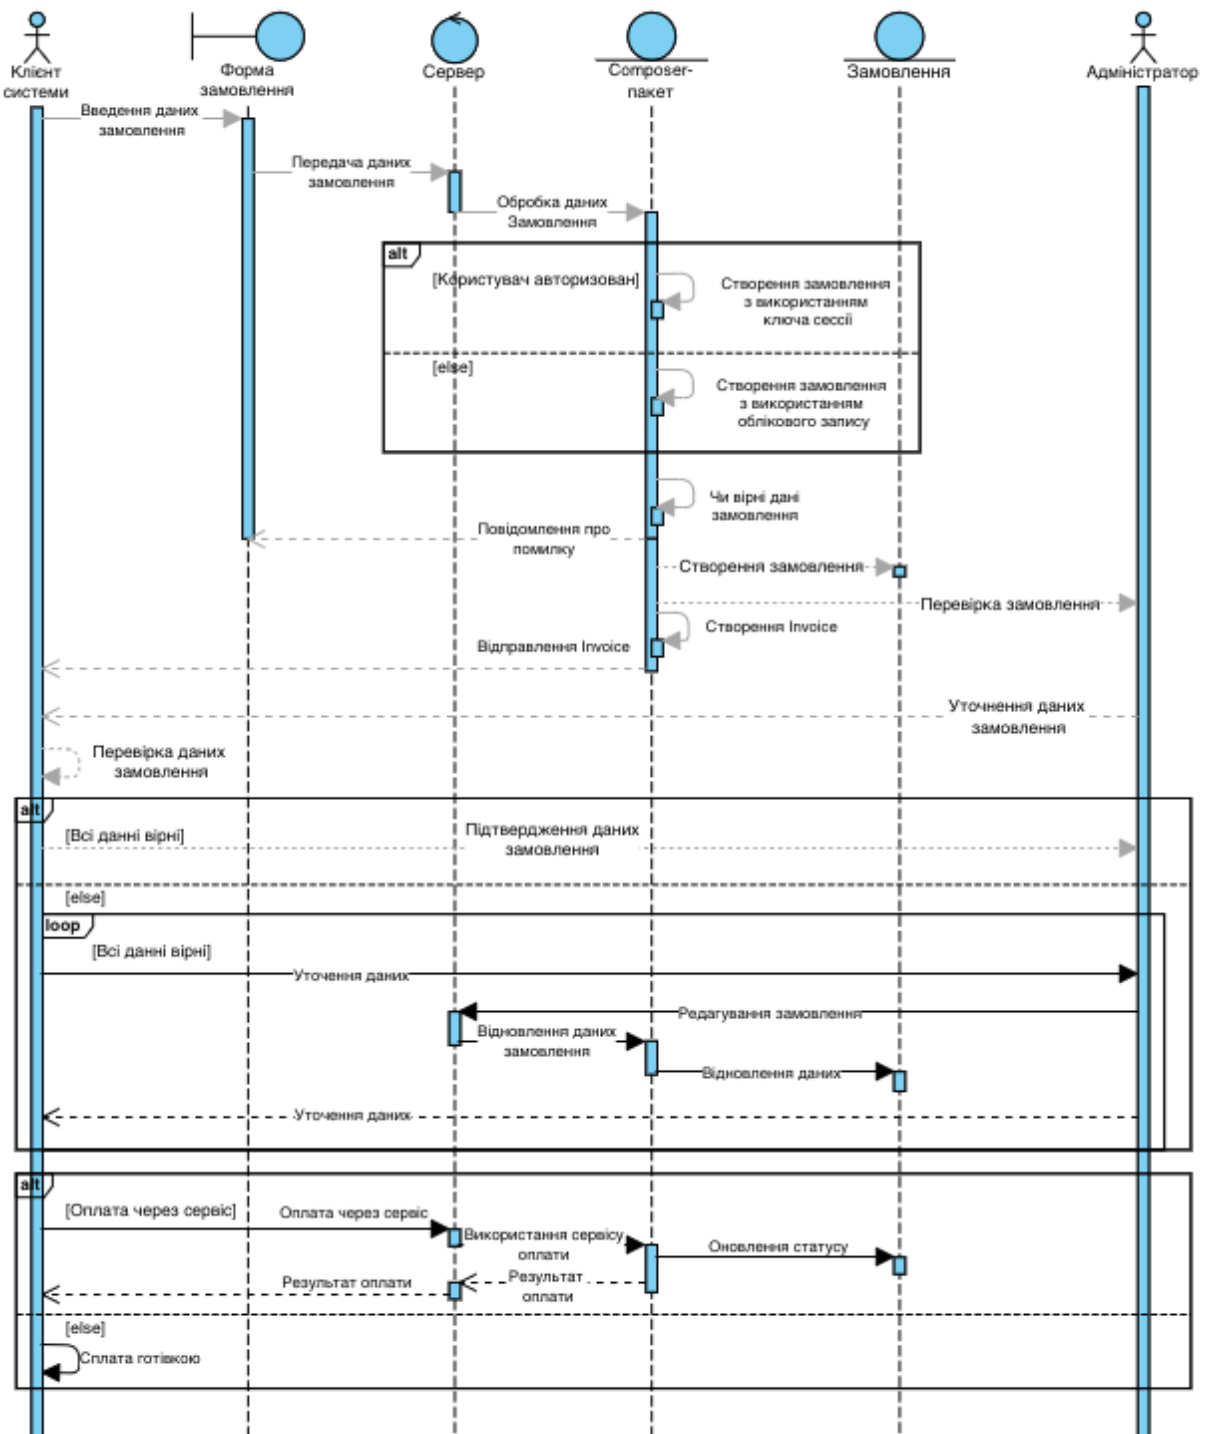 Клієнт
системи
Форма
замовлення
Сервер
Composer-
пакет
Замовлення
Адміністратор
Введення даних
замовлення
Передача даних
замовлення
Обробка даних
Замовлення
alt
[Користувач авторизован]
Створення замовлення
з використанням
ключа сессії
[else]
Створення замовлення
з використанням
облікового запису
Чи вірні дані
замовлення
Повідомлення про
помилку
Створення замовлення
Перевірка замовлення
Створення Invoice
Відправлення Invoice
Уточнення даних
замовлення
Перевірка даних
замовлення
alt
[Всі данні вірні]
Підтвердження даних
замовлення
[else]
loop
[Всі данні вірні]
Уточення даних
Редагування замовлення
Відновлення даних
замовлення
Відновлення даних
Уточення даних
alt
[Оплата через сервіс]
Оплата через сервіс
Використання сервісу
оплати
Оновлення статусу
Результат оплати
Результат
оплати
[else]
Сплата готівкою